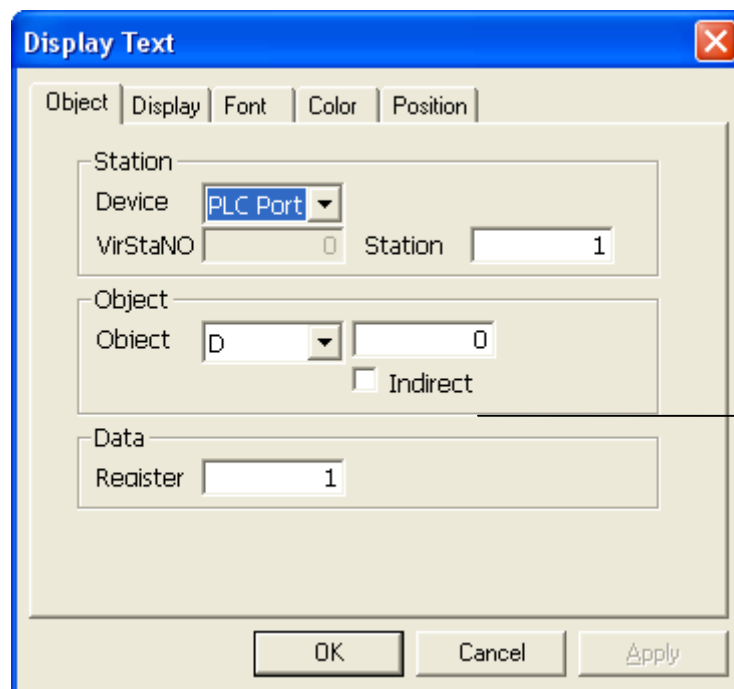 Display Text
Object Display Font Color Position
Station
Device PLC Port
VirStaNO 0 Station 1
Object
Object D 0
Indirect
Data
Register 1
OK Cancel Apply